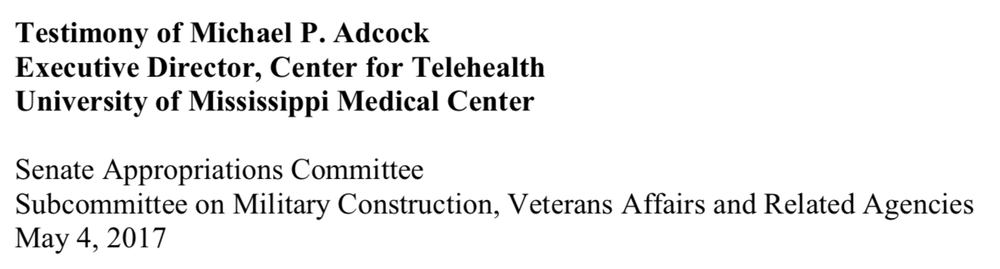 Testimony of Michael P. Adcock
Executive Director, Center for Telehealth
University of Mississippi Medical Center
Senate Appropriations Committee
Subcommittee on Military Construction, Veterans Affairs and Related Agencies
May 4, 2017